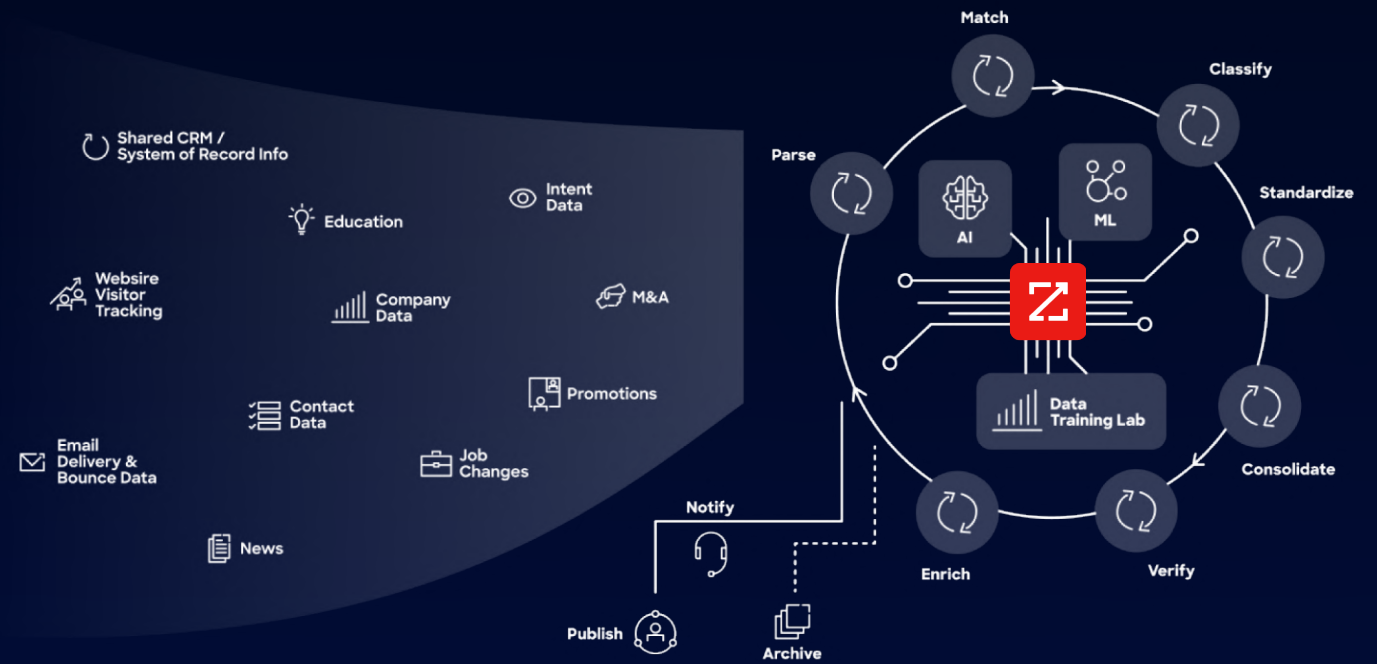 Shared CRM /
System of Record Info
Education
Intent
Data
Websire
Visitor
Tracking
Company
Data
M&A
Contact
Data
Promotions
Email
Delivery &
Bounce Data
Job
Changes
News
Notify
Publish
Archive
Parse
Match
Classify
Standardize
Consolidate
Verify
Enrich
AI
ML
Data
Training Lab